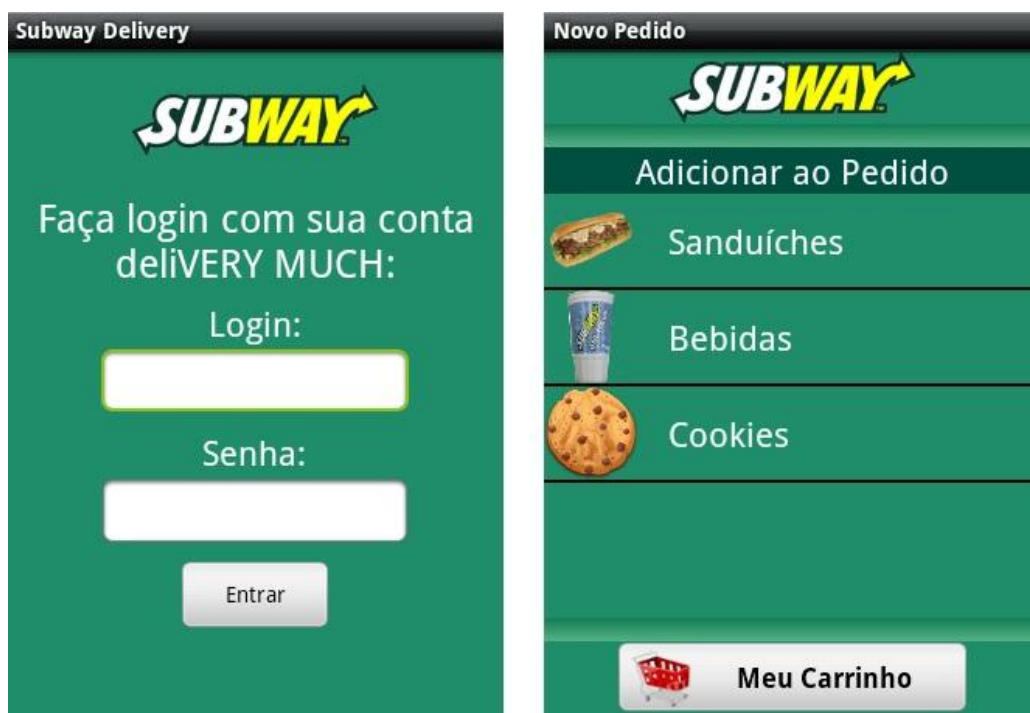 Subway Delivery
SUBWAY
Faça login com sua conta
deliVERY MUCH:
Login:
Senha:
Entrar
Novo Pedido
SUBWAY
Adicionar ao Pedido
Sanduíches
SUBWAY
Bebidas
Cookies
Meu Carrinho